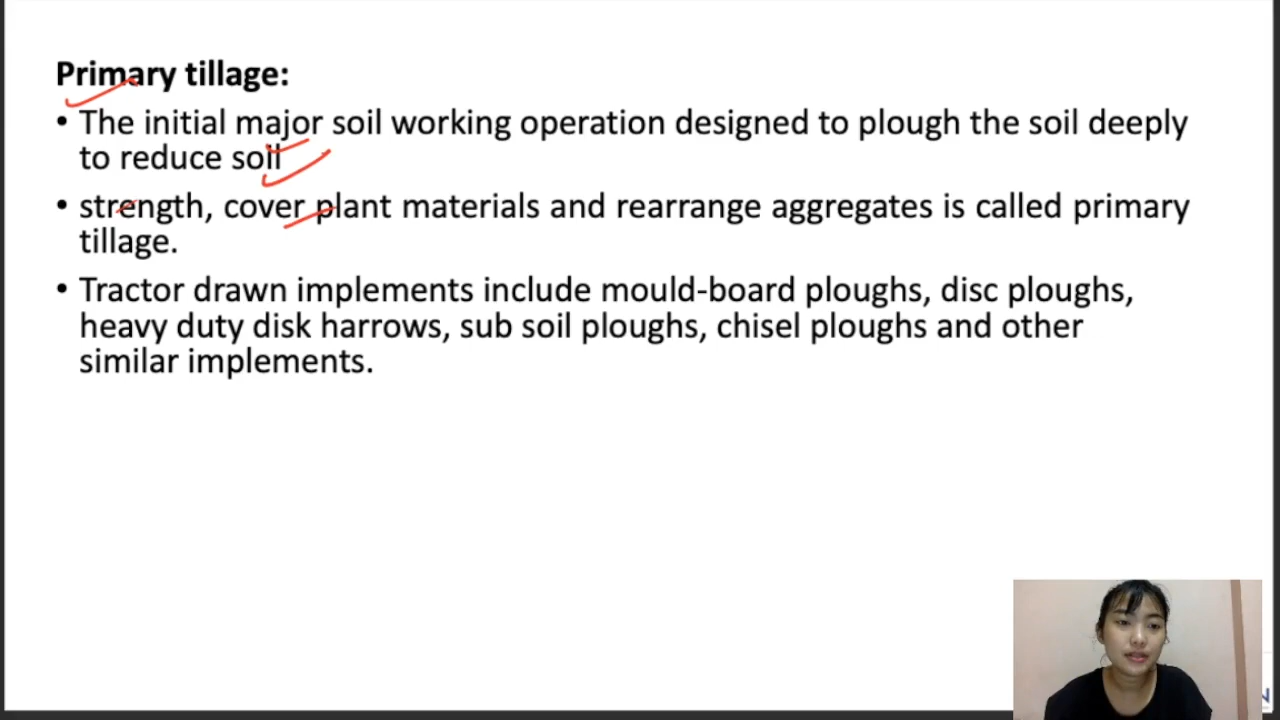 Primary tillage:
• The initial major soil working operation designed to plough the soil deeply
to reduce soil
• strength, cover plant materials and rearrange aggregates is called primary
tillage.
• Tractor drawn implements include mould-board ploughs, disc ploughs,
heavy duty disk harrows, sub soil ploughs, chisel ploughs and other
similar implements.
N